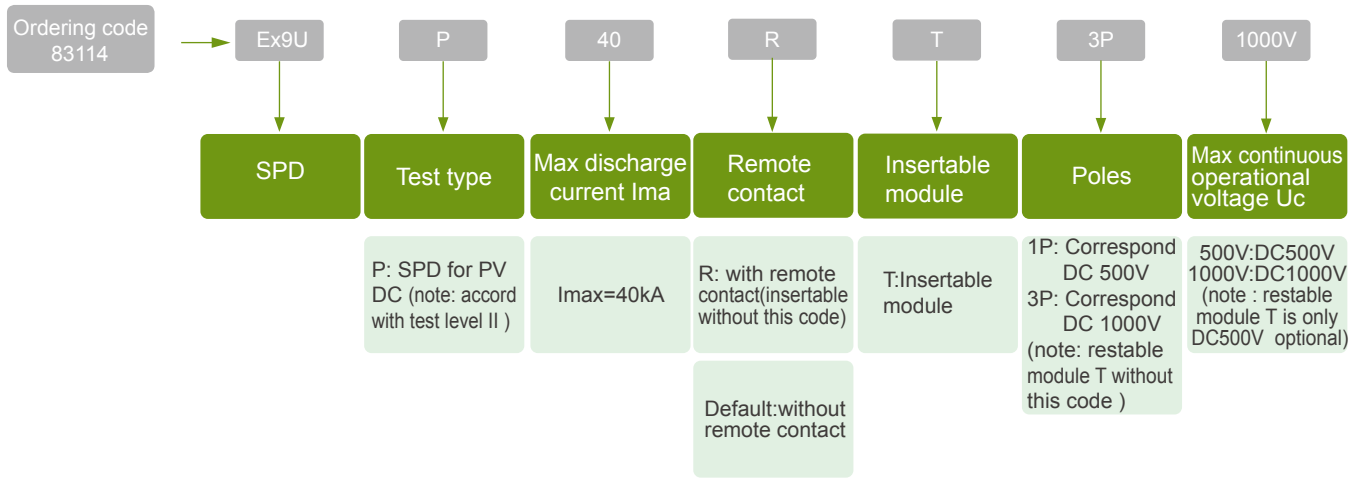 Ordering code
83114
Ex9U
P
40
R
T
3P
1000V
SPD
Test type
Max discharge
current Ima
Remote
contact
Insertable
module
Poles
Max continuous
operational
voltage Uc
P: SPD for PV
DC (note: accord
with test level II )
Imax=40kA
R: with remote
contact(insertable
without this code)
Default:without
remote contact
T:Insertable
module
1P: Correspond
DC 500V
3P: Correspond
DC 1000V
(note: restable
module T without
this code )
500V:DC500V
1000V:DC1000V
(note : restable
module T is only
DC500V optional)